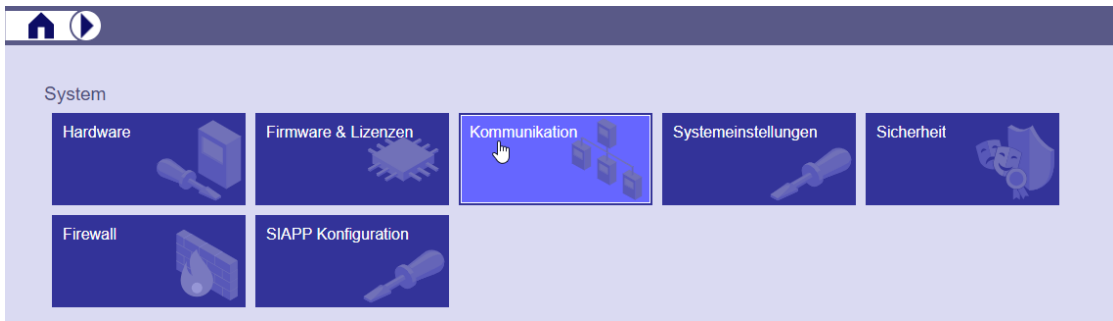 System
Hardware
Firmware & Lizenzen
Kommunikation
Systemeinstellungen
Sicherheit
Firewall
SIAPP Konfiguration